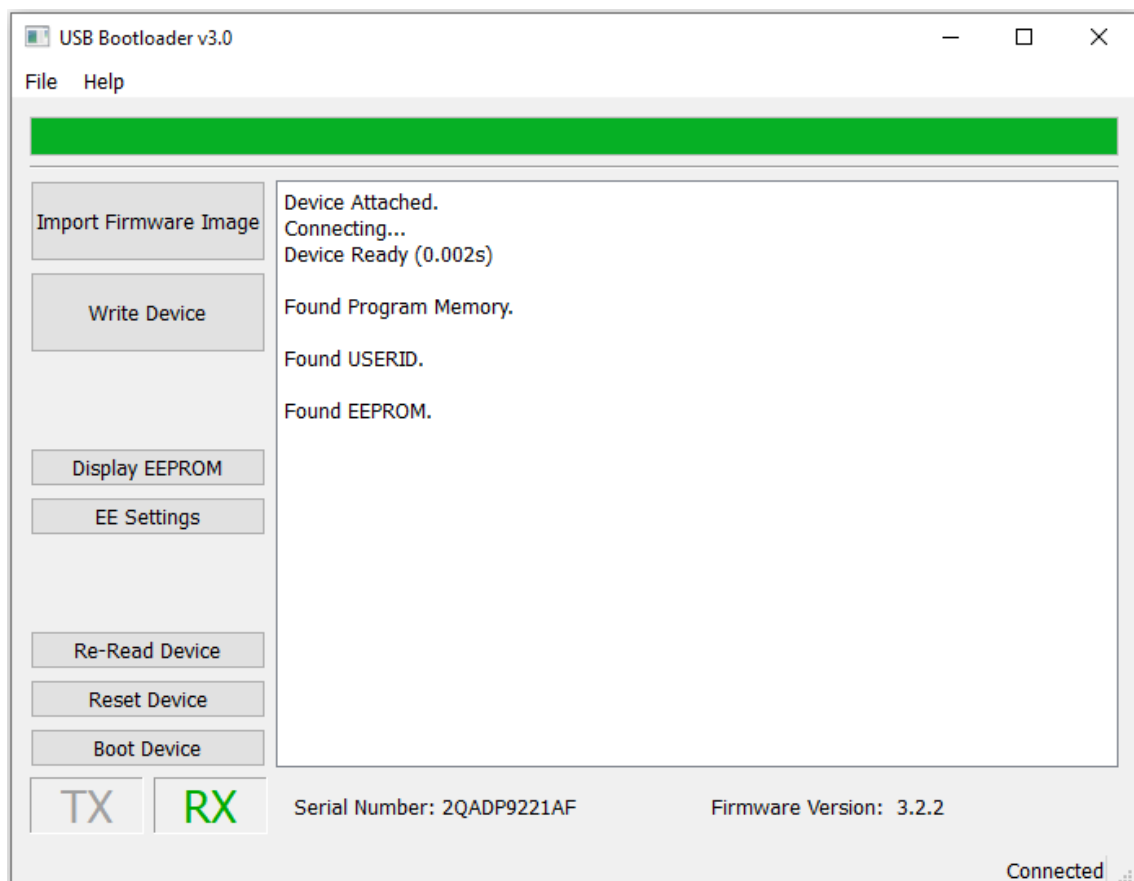 USB Bootloader v3.0
File Help
Import Firmware Image
Write Device
Display EEPROM
EE Settings
Re-Read Device
Reset Device
Boot Device
Device Attached.
Connecting...
Device Ready (0.002s)
Found Program Memory.
Found USERID.
Found EEPROM.
TX RX
Serial Number: 2QADP9221AF
Firmware Version: 3.2.2
Connected